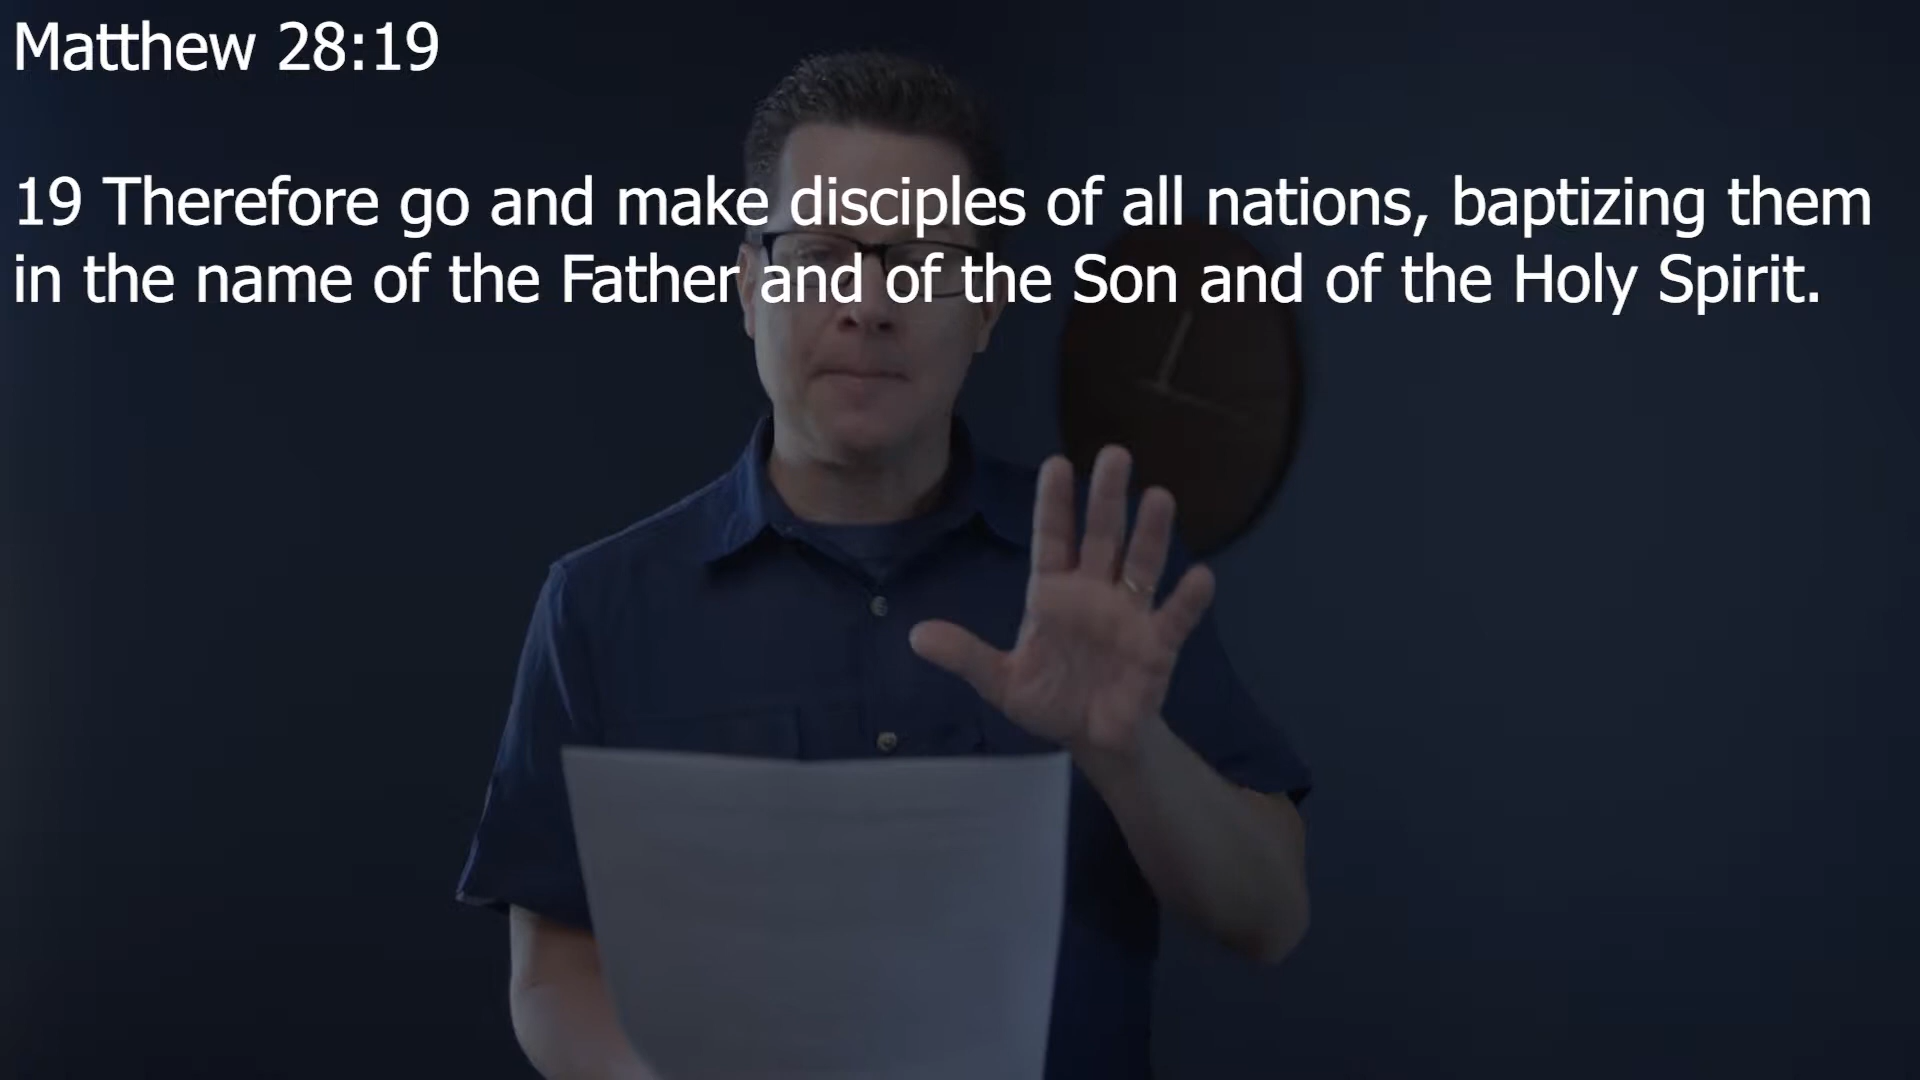 Matthew 28:19
19 Therefore go and make disciples of all nations, baptizing them
in the name of the Father and of the Son and of the Holy Spirit.